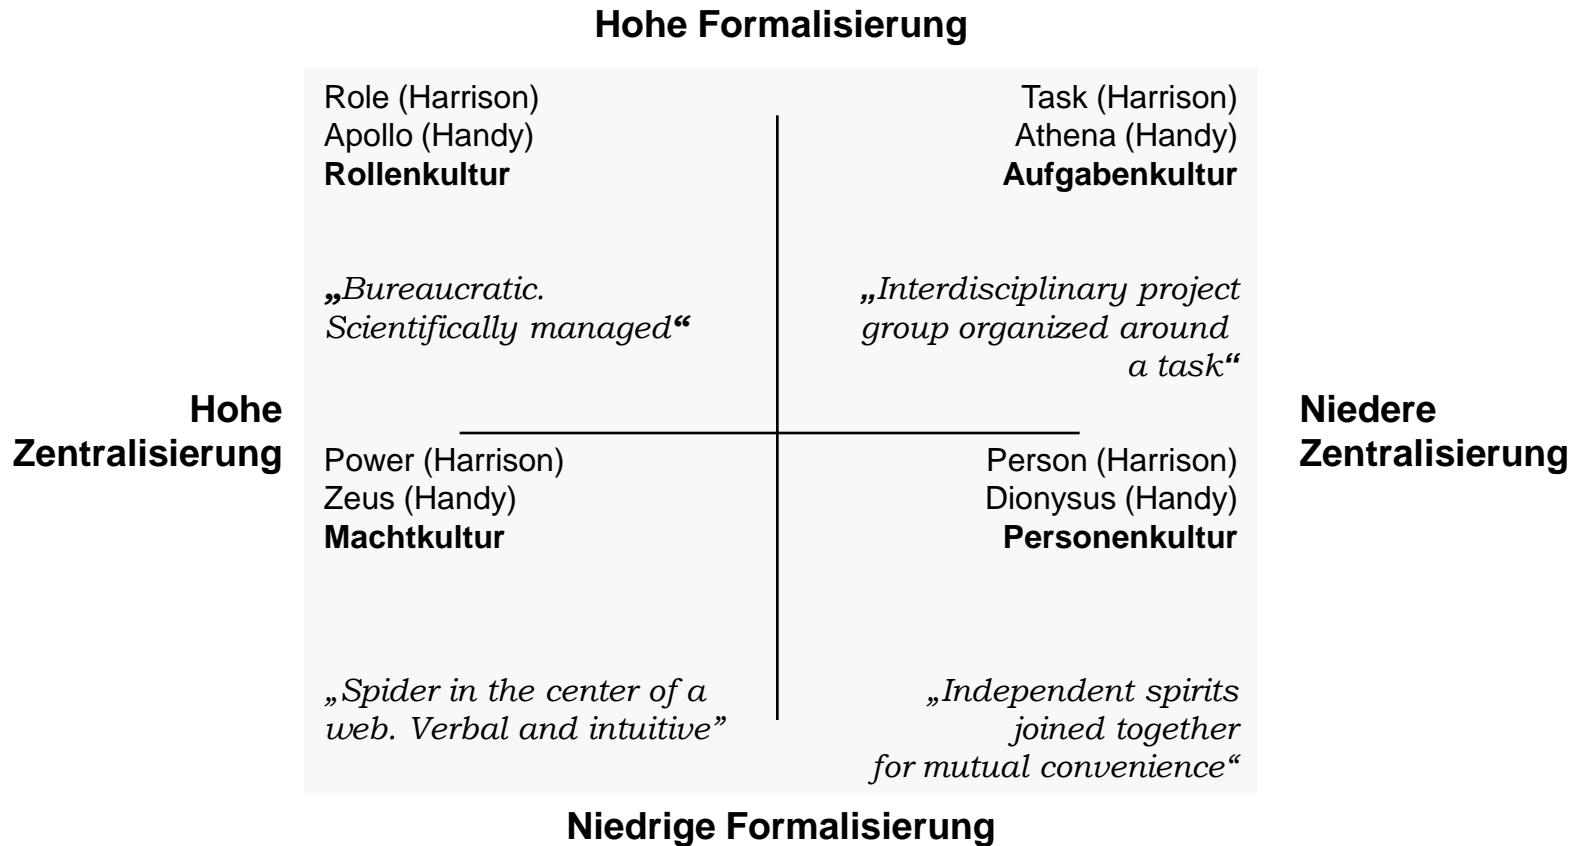 Hohe Formalisierung
Role (Harrison)
Apollo (Handy)
Rollenkultur
„Bureaucratic.
Scientifically managed“
Task (Harrison)
Athena (Handy)
Aufgabenkultur
„Interdisciplinary project
group organized around
a task“
Hohe
Zentralisierung
Niedere
Zentralisierung
Power (Harrison)
Zeus (Handy)
Machtkultur
„Spider in the center of a
web. Verbal and intuitive”
Person (Harrison)
Dionysus (Handy)
Personenkultur
„Independent spirits
joined together
for mutual convenience“
Niedrige Formalisierung